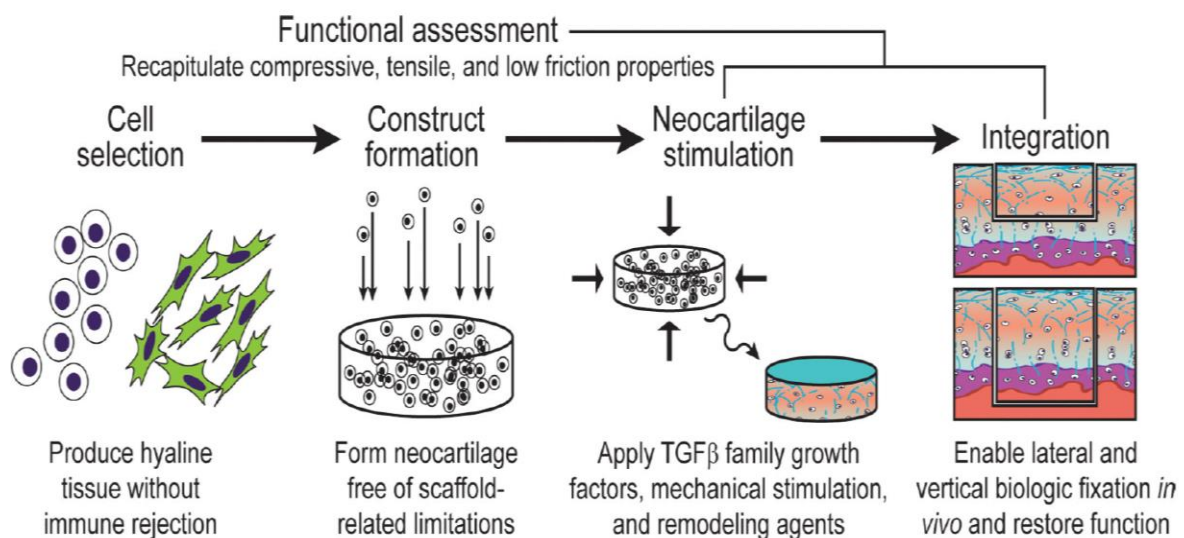 Functional assessment
Recapitulate compressive, tensile, and low friction properties
Cell
selection
Construct
formation
Neocartilage
stimulation
Integration
Produce hyaline
tissue without
immune rejection
Form neocartilage
free of scaffold-
related limitations
Apply TGFβ family growth
factors, mechanical stimulation,
and remodeling agents
Enable lateral and
vertical biologic fixation in
vivo and restore function